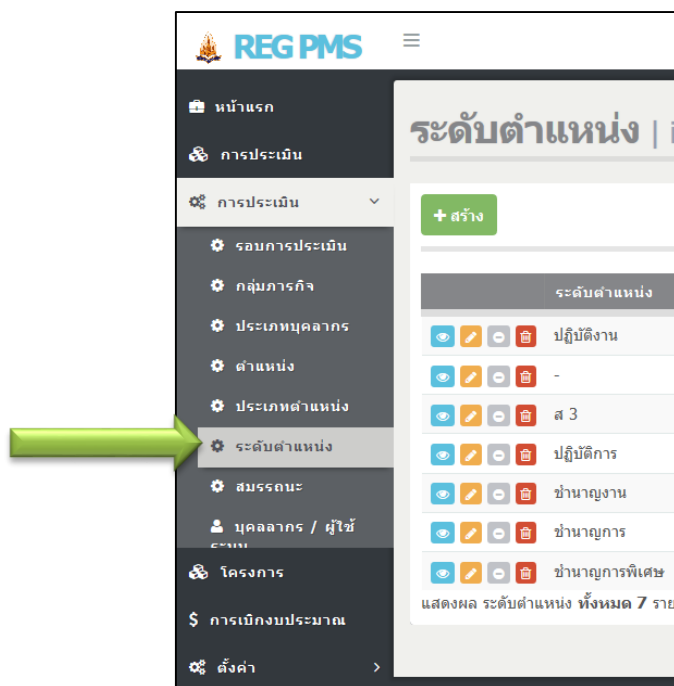 REG PMS
หน้าแรก
การประเมิน
การประเมิน
รอบการประเมิน
กลุ่มภารกิจ
ประเภทบุคลากร
ตำแหน่ง
ประเภทตำแหน่ง
ระดับตำแหน่ง
สมรรถนะ
บุคลลากร / ผู้ใช้
ระบบ
โครงการ
$ การเบิกงบประมาณ
ตั้งค่า
ระดับตำแหน่ง |
+ สร้าง
ระดับตำแหน่ง
ปฏิบัติงาน
-
ส 3
ปฏิบัติการ
ชำนาญงาน
ชำนาญการ
ชำนาญการพิเศษ
แสดงผล ระดับตำแหน่ง ทั้งหมด 7 ราย